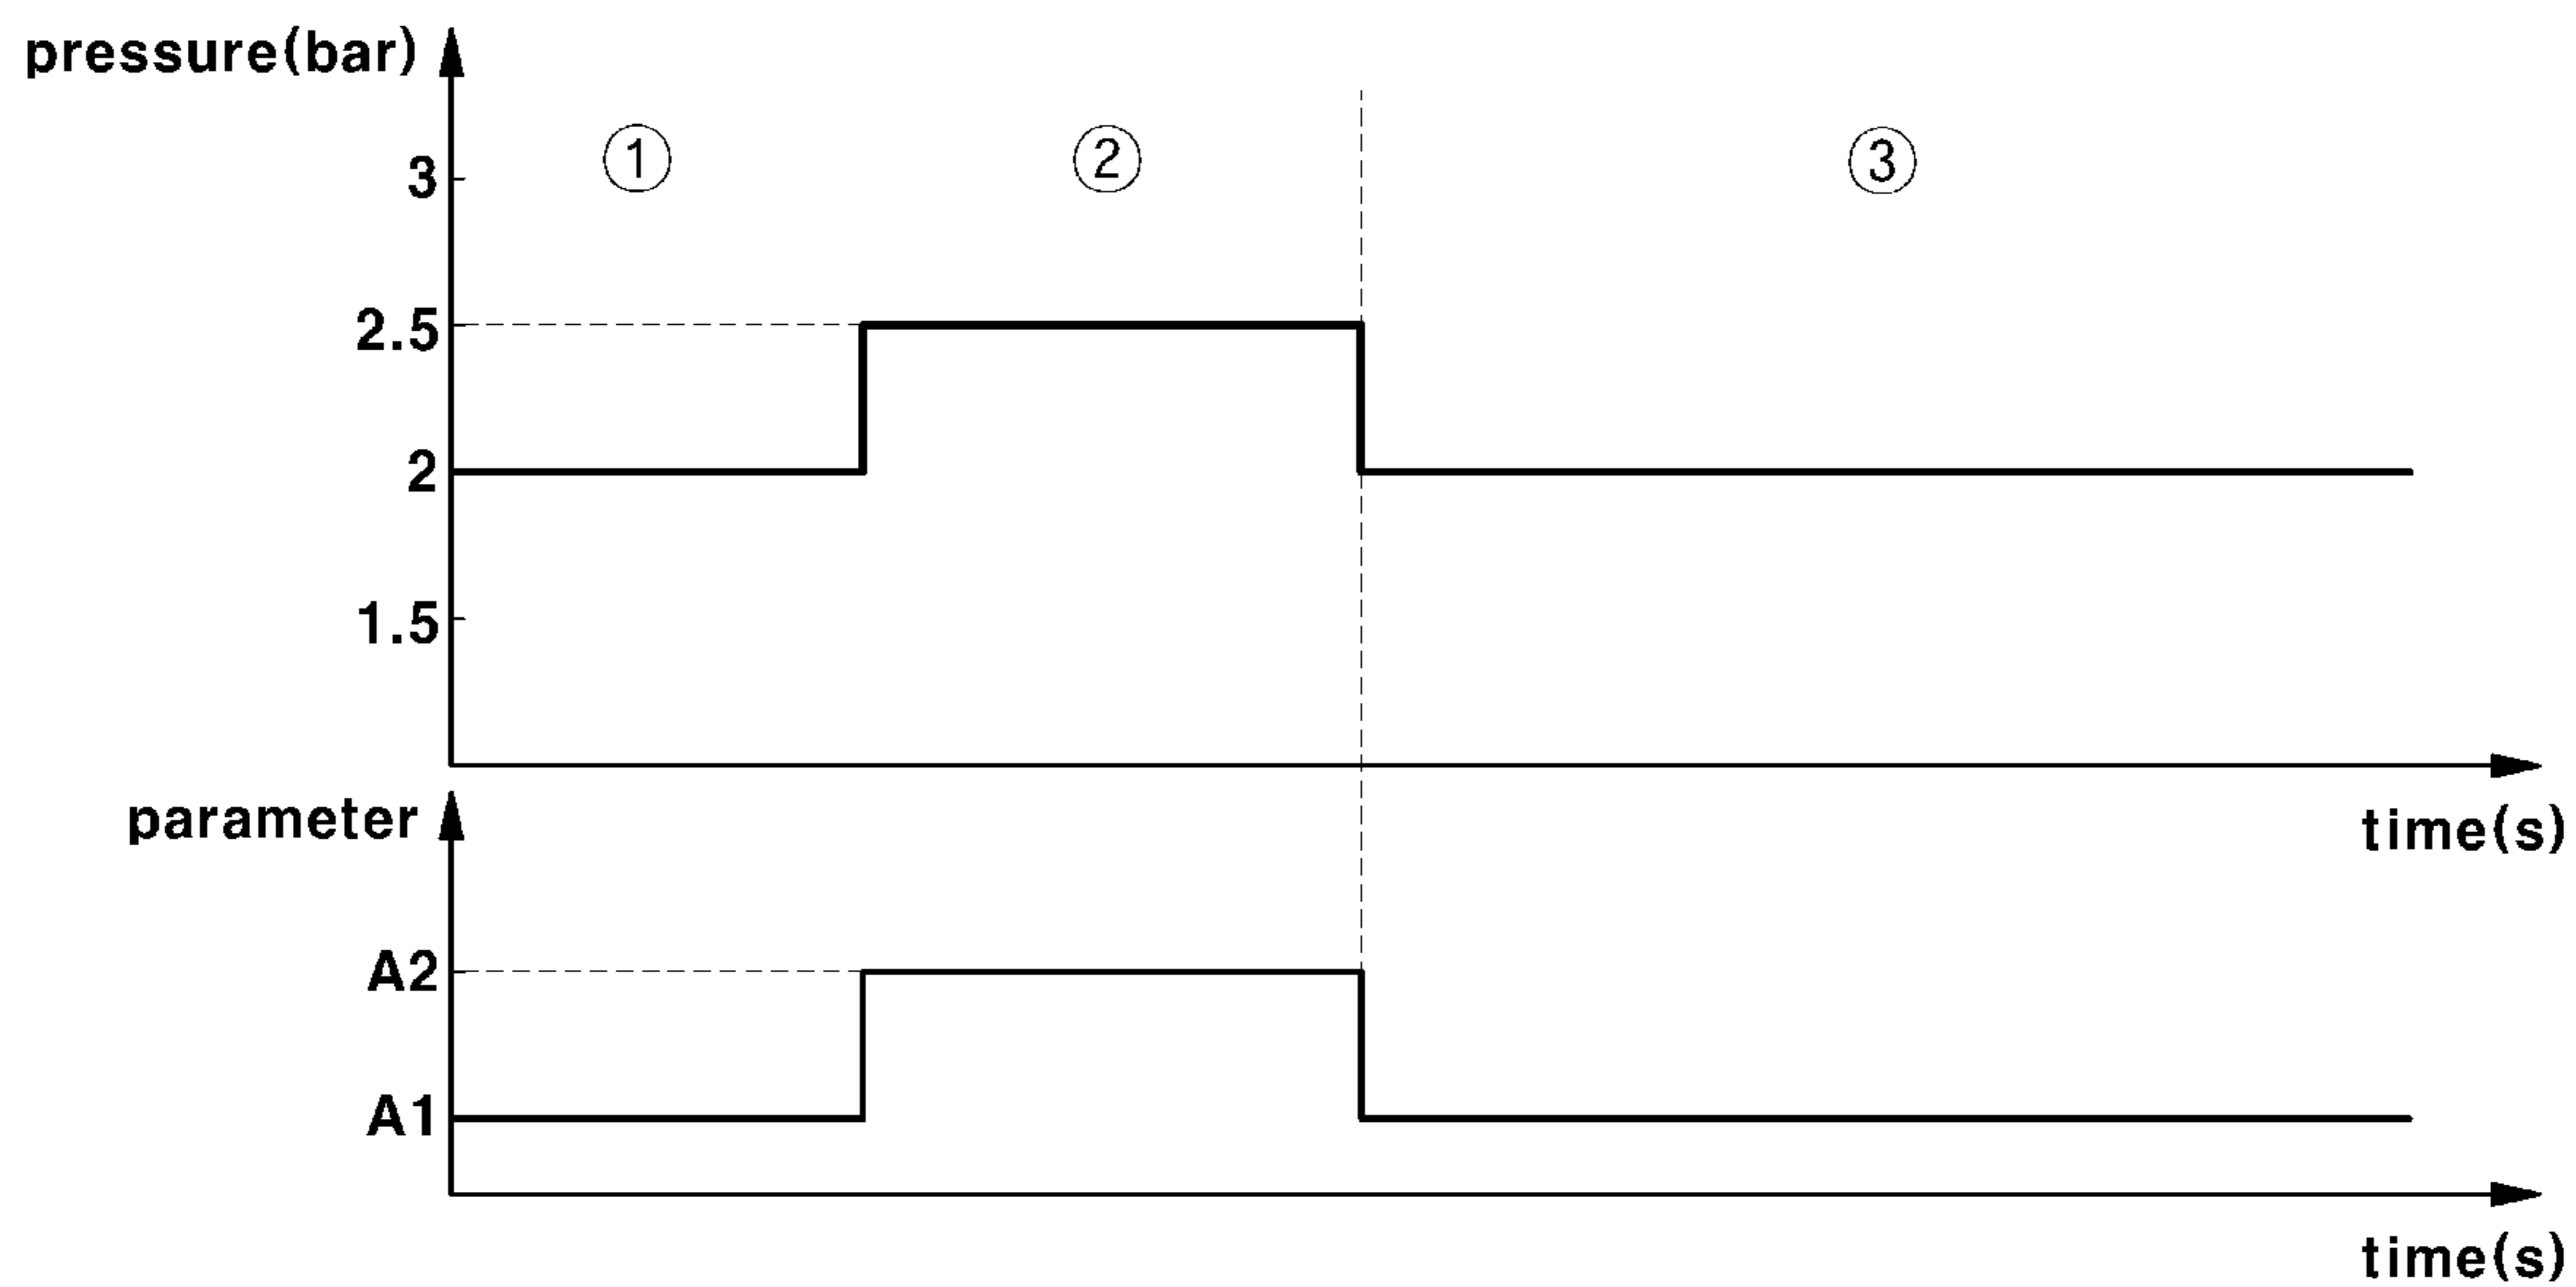 pressure(bar)
① ② ③
3
2.5
2
1.5
time(s)
parameter
A2
A1
time(s)